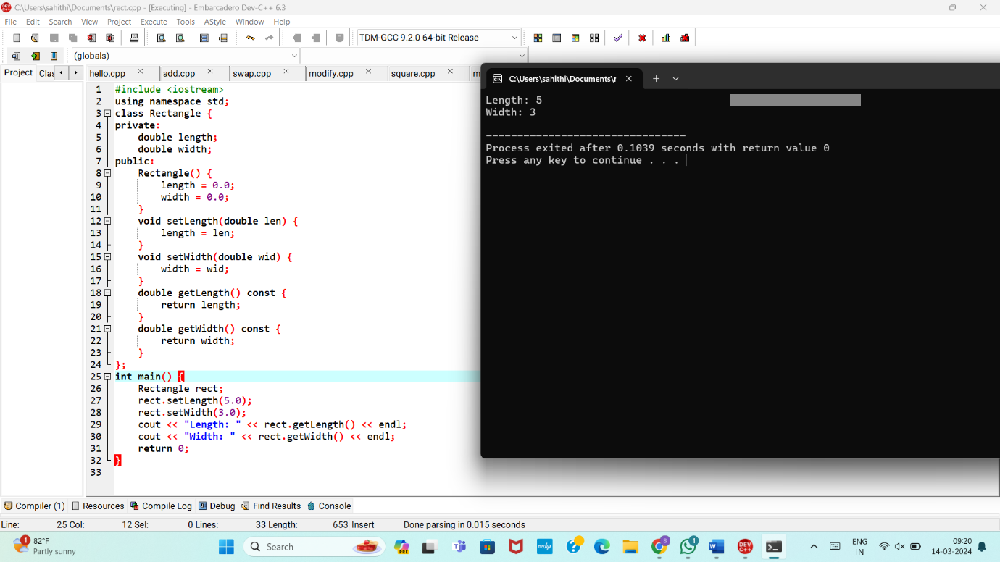 C:\Users\sahithi\Documents\rect.cpp - [Executing] - Embarcadero Dev-C++ 6.3
File Edit Search View Project Execute Tools AStyle Window Help
TDM-GCC 9.2.0 64-bit Release
(globals)
Project Clas hello.cpp add.cpp swap.cpp modify.cpp square.cpp
1 #include <iostream>
2 using namespace std;
3 class Rectangle {
4 private:
5 double length;
6 double width;
7 public:
8 Rectangle() {
9 length = 0.0;
10 width = 0.0;
11 }
12 void setLength(double len) {
13 length = len;
14 }
15 void setWidth(double wid) {
16 width = wid;
17 }
18 double getLength() const {
19 return length;
20 }
21 double getWidth() const {
22 return width;
23 }
24 };
25 int main() {
26 Rectangle rect;
27 rect.setLength(5.0);
28 rect.setWidth(3.0);
29 cout << "Length: " << rect.getLength() << endl;
30 cout << "Width: " << rect.getWidth() << endl;
31 return 0;
32 }
33
C:\Users\sahithi\Documents\r
Length: 5
Width: 3
--------------------------------
Process exited after 0.1039 seconds with return value 0
Press any key to continue . . .
Compiler (1) Resources Compile Log Debug Find Results Console
Line: 25 Col: 12 Sel: 0 Lines: 33 Length: 653 Insert Done parsing in 0.015 seconds
1 82°F
Partly sunny
Search
PRE
myhp
S
1
DEV C++
ENG
IN
09:20
14-03-2024